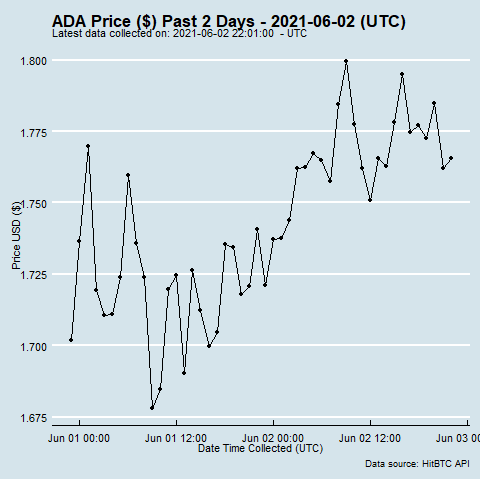 ADA Price ($) Past 2 Days - 2021-06-02 (UTC)
Latest data collected on: 2021-06-02 22:01:00 - UTC
Price USD ($)
1.800
1.775
1.750
1.725
1.700
1.675
Jun 01 00:00 Jun 01 12:00 Jun 02 00:00 Jun 02 12:00 Jun 03 00
Date Time Collected (UTC)
Data source: HitBTC API